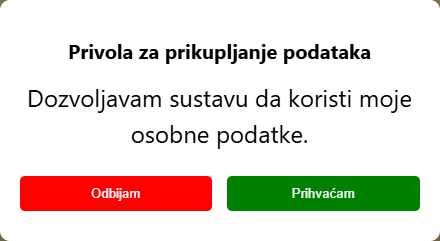 Privola za prikupljanje podataka
Dozvoljavam sustavu da koristi moje
osobne podatke.
Odbijam
Prihvaćam